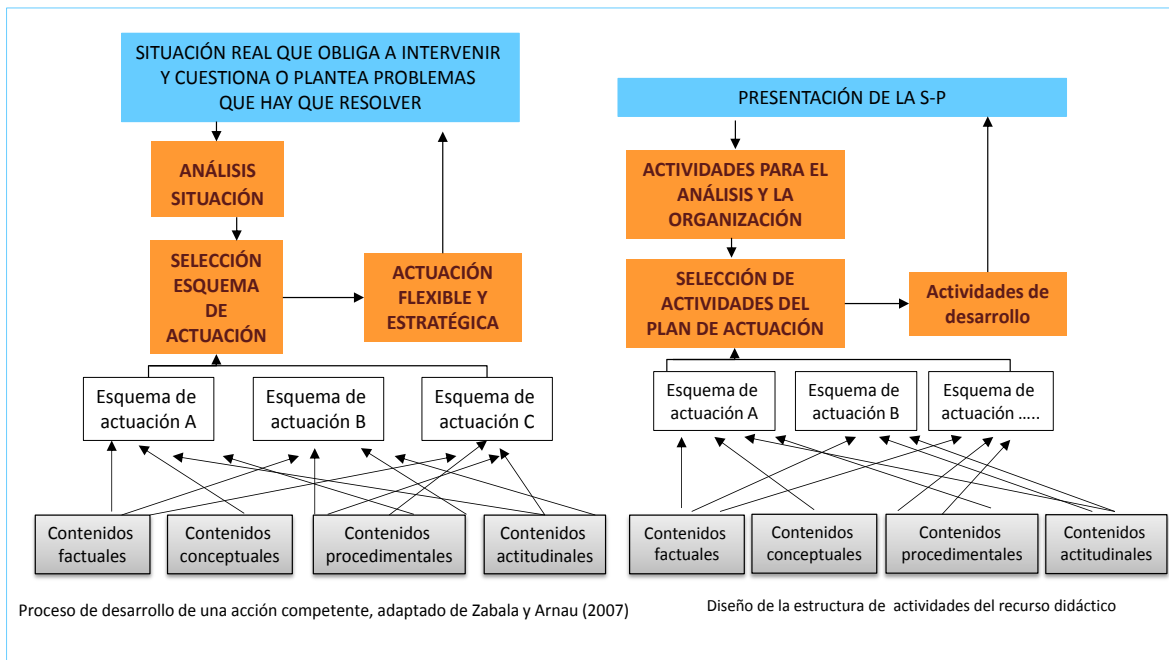 SITUACIÓN REAL QUE OBLIGA A INTERVENIR
Y CUESTIONA O PLANTEA PROBLEMAS
QUE HAY QUE RESOLVER
ANÁLISIS
SITUACIÓN
SELECCIÓN
ESQUEMA
DE
ACTUACIÓN
ACTUACIÓN
FLEXIBLE Y
ESTRATÉGICA
Esquema de
actuación A
Esquema de
actuación B
Esquema de
actuación C
Contenidos
factuales
Contenidos
conceptuales
Contenidos
procedimentales
Contenidos
actitudinales
Proceso de desarrollo de una acción competente, adaptado de Zabala y Arnau (2007)
PRESENTACIÓN DE LA S-P
ACTIVIDADES PARA EL
ANÁLISIS Y LA
ORGANIZACIÓN
SELECCIÓN DE
ACTIVIDADES DEL
PLAN DE ACTUACIÓN
Actividades de
desarrollo
Esquema de
actuación A
Esquema de
actuación B
Esquema de
actuación .....
Contenidos
factuales
Contenidos
conceptuales
Contenidos
procedimentales
Contenidos
actitudinales
Diseño de la estructura de actividades del recurso didáctico